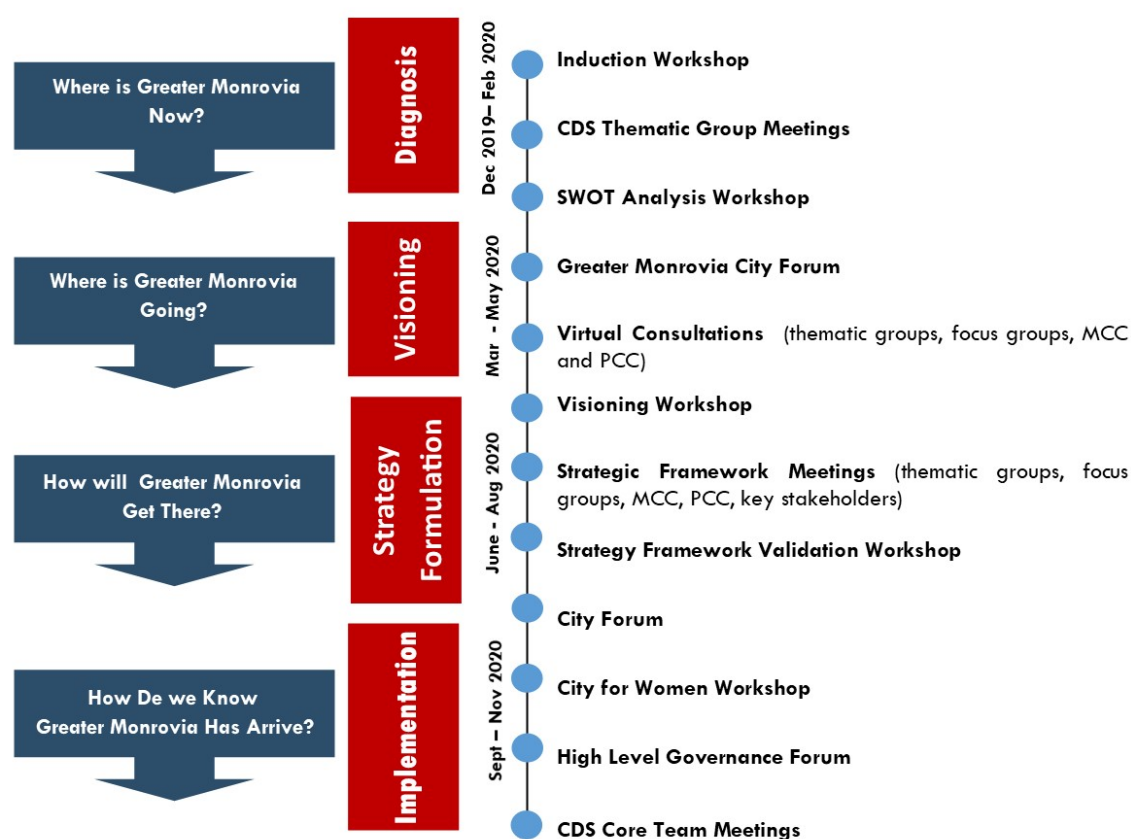 Where is Greater Monrovia
Now?
Diagnosis
Dec 2019– Feb 2020
Induction Workshop
CDS Thematic Group Meetings
SWOT Analysis Workshop
Where is Greater Monrovia
Going?
Visioning
Mar - May 2020
Greater Monrovia City Forum
Virtual Consultations (thematic groups, focus groups, MCC
and PCC)
Visioning Workshop
How will Greater Monrovia
Get There?
Strategy
Formulation
June - Aug 2020
Strategic Framework Meetings (thematic groups, focus
groups, MCC, PCC, key stakeholders)
Strategy Framework Validation Workshop
City Forum
How De we Know
Greater Monrovia Has Arrive?
Implementation
Sept – Nov 2020
City for Women Workshop
High Level Governance Forum
CDS Core Team Meetings